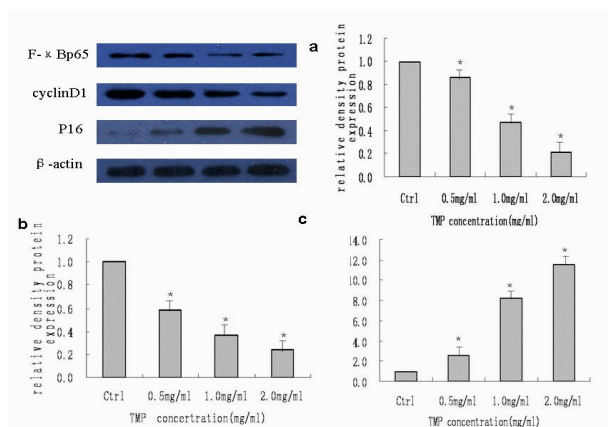 F-κBp65
cyclinD1
P16
β-actin
a
relative density protein
expression
1.2
1.0
0.8
0.6
0.4
0.2
0.0
*
*
*
Ctrl 0.5mg/ml 1.0mg/ml 2.0mg/ml
TMP concentration(mg/ml)
b
relative density protein
expression
1.2
1.0
0.8
0.6
0.4
0.2
0.0
*
*
*
Ctrl 0.5mg/ml 1.0mg/ml 2.0mg/ml
TMP concertration(mg/ml)
c
14.0
12.0
10.0
8.0
6.0
4.0
2.0
0.0
*
*
*
Ctrl 0.5mg/ml 1.0mg/ml 2.0mg/ml
TMP concentration(mg/ml)